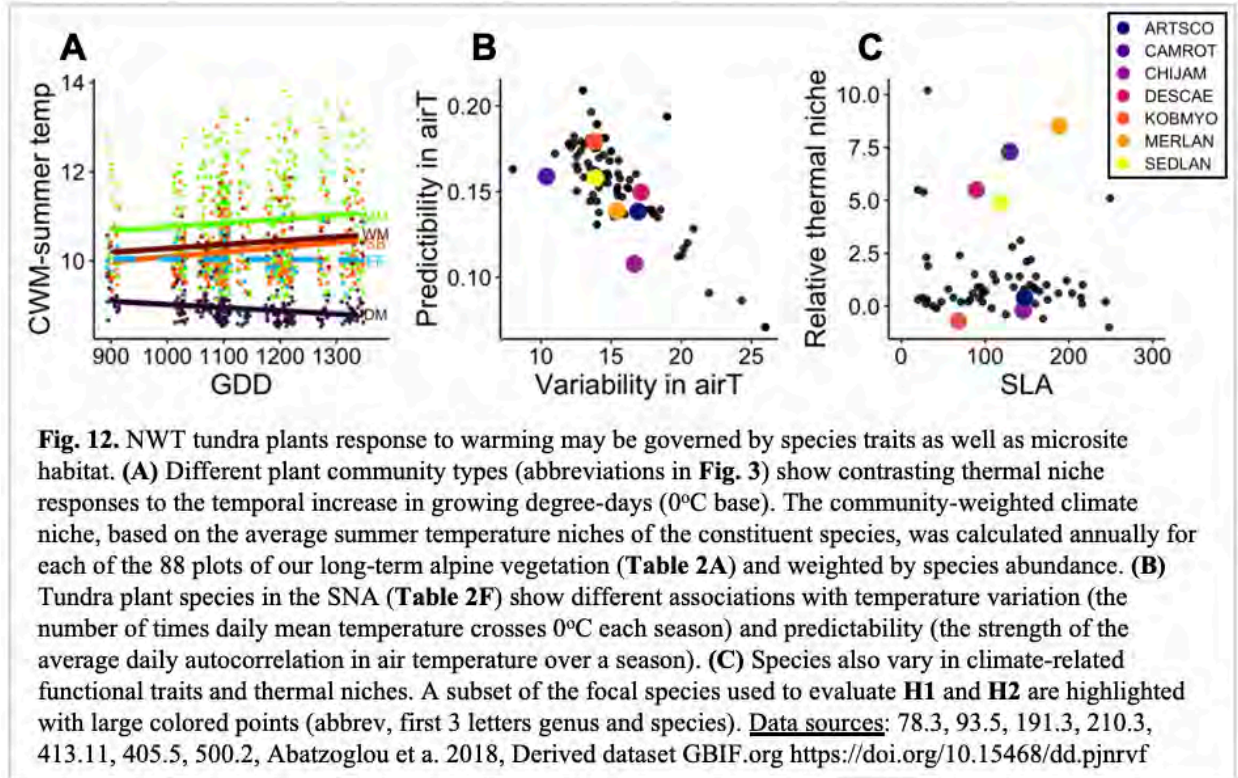 A
B
C
ARTSCO
CAMROT
CHIJAM
DESCAE
KOBMYO
MERLAN
SEDLAN
CWM-summer temp
14
12
10
WM
SB
DM
900
1000
1100
1200
1300
GDD
Predictibility in airT
0.20
0.15
0.10
10
15
20
25
Variability in airT
Relative thermal niche
10.0
7.5
5.0
2.5
0.0
0
100
200
300
SLA
Fig. 12. NWT tundra plants response to warming may be governed by species traits as well as microsite
habitat. (A) Different plant community types (abbreviations in Fig. 3) show contrasting thermal niche
responses to the temporal increase in growing degree-days (0°C base). The community-weighted climate
niche, based on the average summer temperature niches of the constituent species, was calculated annually for
each of the 88 plots of our long-term alpine vegetation (Table 2A) and weighted by species abundance. (B)
Tundra plant species in the SNA (Table 2F) show different associations with temperature variation (the
number of times daily mean temperature crosses 0°C each season) and predictability (the strength of the
average daily autocorrelation in air temperature over a season). (C) Species also vary in climate-related
functional traits and thermal niches. A subset of the focal species used to evaluate H1 and H2 are highlighted
with large colored points (abbrev, first 3 letters genus and species). Data sources: 78.3, 93.5, 191.3, 210.3,
413.11, 405.5, 500.2, Abatzoglou et a. 2018, Derived dataset GBIF.org https://doi.org/10.15468/dd.pjnrvf